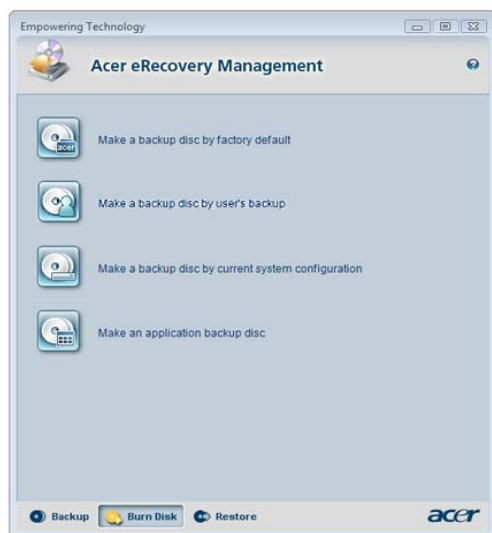 Empowering Technology
Acer eRecovery Management
acer
Make a backup disc by factory default
Make a backup disc by user's backup
Make a backup disc by current system configuration
Make an application backup disc
Backup Burn Disk Restore acer